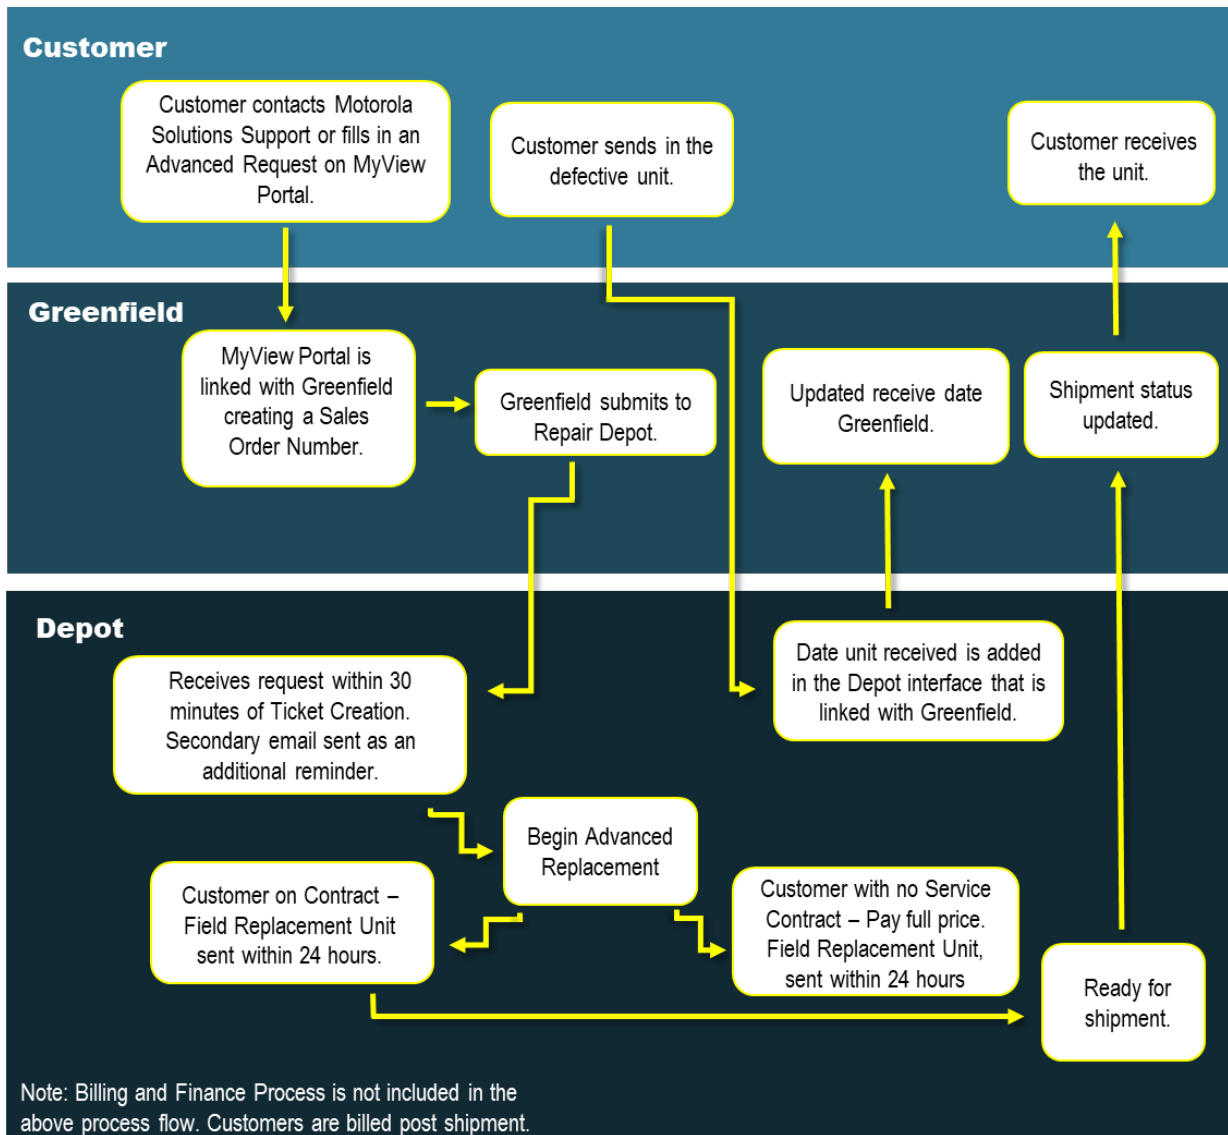 Customer
Customer contacts Motorola
Solutions Support or fills in an
Advanced Request on MyView
Portal.
Customer sends in the
defective unit.
Customer receives
the unit.
Greenfield
MyView Portal is
linked with Greenfield
creating a Sales
Order Number.
Greenfield submits to
Repair Depot.
Updated receive date
Greenfield.
Shipment status
updated.
Depot
Receives request within 30
minutes of Ticket Creation.
Secondary email sent as an
additional reminder.
Date unit received is added
in the Depot interface that is
linked with Greenfield.
Begin Advanced
Replacement
Customer on Contract –
Field Replacement Unit
sent within 24 hours.
Customer with no Service
Contract – Pay full price.
Field Replacement Unit,
sent within 24 hours
Ready for
shipment.
Note: Billing and Finance Process is not included in the
above process flow. Customers are billed post shipment.